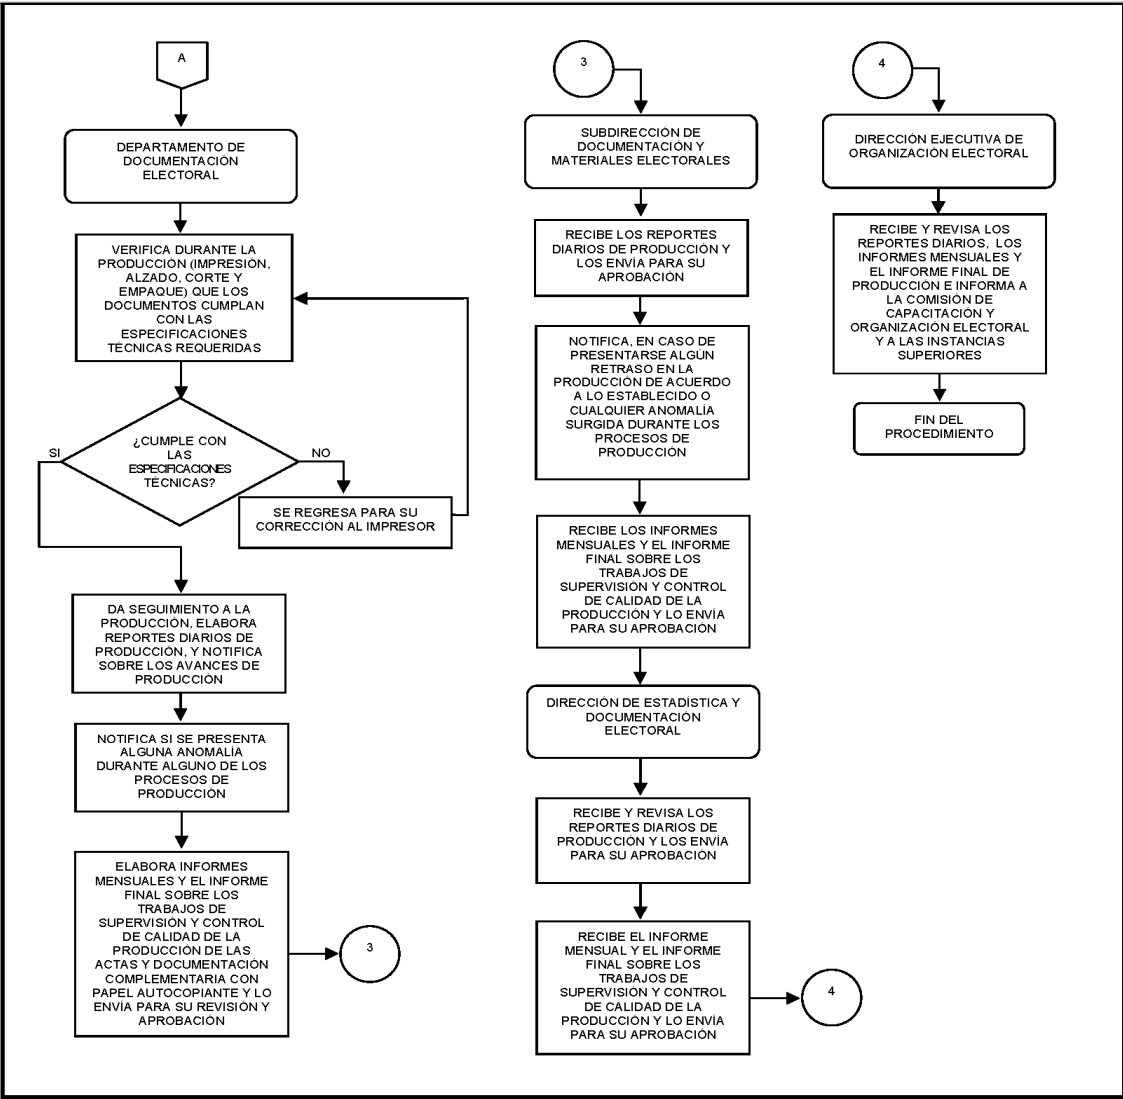 A
DEPARTAMENTO DE
DOCUMENTACIÓN
ELECTORAL
VERIFICA DURANTE LA
PRODUCCIÓN (IMPRESIÓN,
ALZADO, CORTE Y
EMPAQUE) QUE LOS
DOCUMENTOS CUMPLAN
CON LAS
ESPECIFICACIONES
TÉCNICAS REQUERIDAS
¿CUMPLE CON
LAS
ESPECIFICACIONES
TÉCNICAS?
SI
NO
SE REGRESA PARA SU
CORRECCIÓN AL IMPRESOR
DA SEGUIMIENTO A LA
PRODUCCIÓN, ELABORA
REPORTES DIARIOS DE
PRODUCCIÓN, Y NOTIFICA
SOBRE LOS AVANCES DE
PRODUCCIÓN
NOTIFICA SI SE PRESENTA
ALGUNA ANOMALÍA
DURANTE ALGUNO DE LOS
PROCESOS DE
PRODUCCIÓN
ELABORA INFORMES
MENSUALES Y EL INFORME
FINAL SOBRE LOS
TRABAJOS DE
SUPERVISIÓN Y CONTROL
DE CALIDAD DE LA
PRODUCCIÓN DE LAS
ACTAS Y DOCUMENTACIÓN
COMPLEMENTARIA CON
PAPEL AUTOCOPIANTE Y LO
ENVÍA PARA SU REVISIÓN Y
APROBACIÓN
3
3
SUBDIRECCIÓN DE
DOCUMENTACIÓN Y
MATERIALES ELECTORALES
RECIBE LOS REPORTES
DIARIOS DE PRODUCCIÓN Y
LOS ENVÍA PARA SU
APROBACIÓN
NOTIFICA, EN CASO DE
PRESENTARSE ALGÚN
RETRASO EN LA
PRODUCCIÓN DE ACUERDO
A LO ESTABLECIDO O
CUALQUIER ANOMALÍA
SURGIDA DURANTE LOS
PROCESOS DE
PRODUCCIÓN
RECIBE LOS INFORMES
MENSUALES Y EL INFORME
FINAL SOBRE LOS
TRABAJOS DE
SUPERVISIÓN Y CONTROL
DE CALIDAD DE LA
PRODUCCIÓN Y LO ENVÍA
PARA SU APROBACIÓN
DIRECCIÓN DE ESTADÍSTICA Y
DOCUMENTACIÓN
ELECTORAL
RECIBE Y REVISA LOS
REPORTES DIARIOS DE
PRODUCCIÓN Y LOS ENVÍA
PARA SU APROBACIÓN
RECIBE EL INFORME
MENSUAL Y EL INFORME
FINAL SOBRE LOS
TRABAJOS DE
SUPERVISIÓN Y CONTROL
DE CALIDAD DE LA
PRODUCCIÓN Y LO ENVÍA
PARA SU APROBACIÓN
4
4
DIRECCIÓN EJECUTIVA DE
ORGANIZACIÓN ELECTORAL
RECIBE Y REVISA LOS
REPORTES DIARIOS, LOS
INFORMES MENSUALES Y
EL INFORME FINAL DE
PRODUCCIÓN E INFORMA A
LA COMISIÓN DE
CAPACITACIÓN Y
ORGANIZACIÓN ELECTORAL
Y A LAS INSTANCIAS
SUPERIORES
FIN DEL
PROCEDIMIENTO